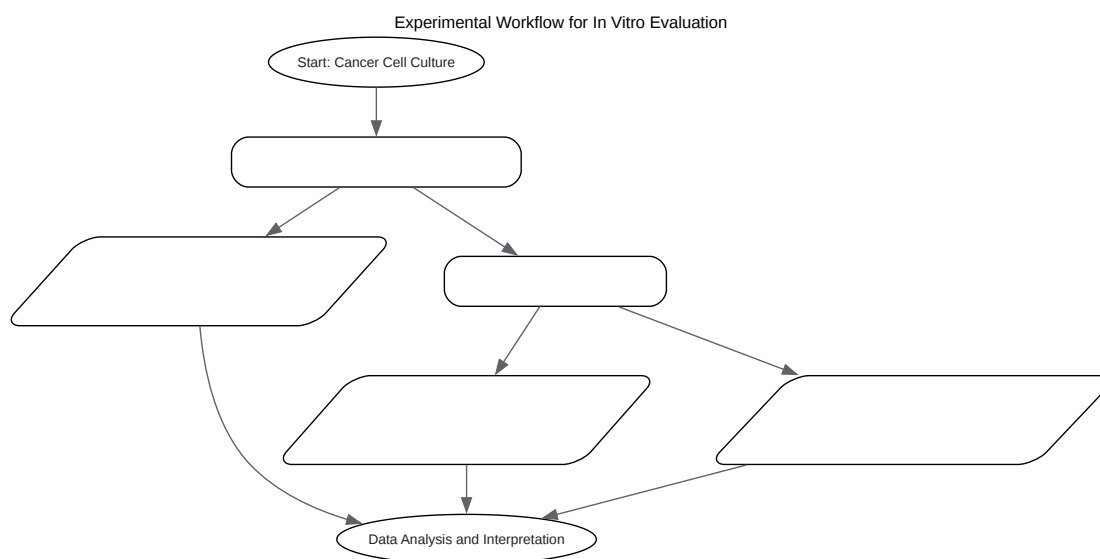 Experimental Workflow for In Vitro Evaluation
Start: Cancer Cell Culture
Data Analysis and Interpretation